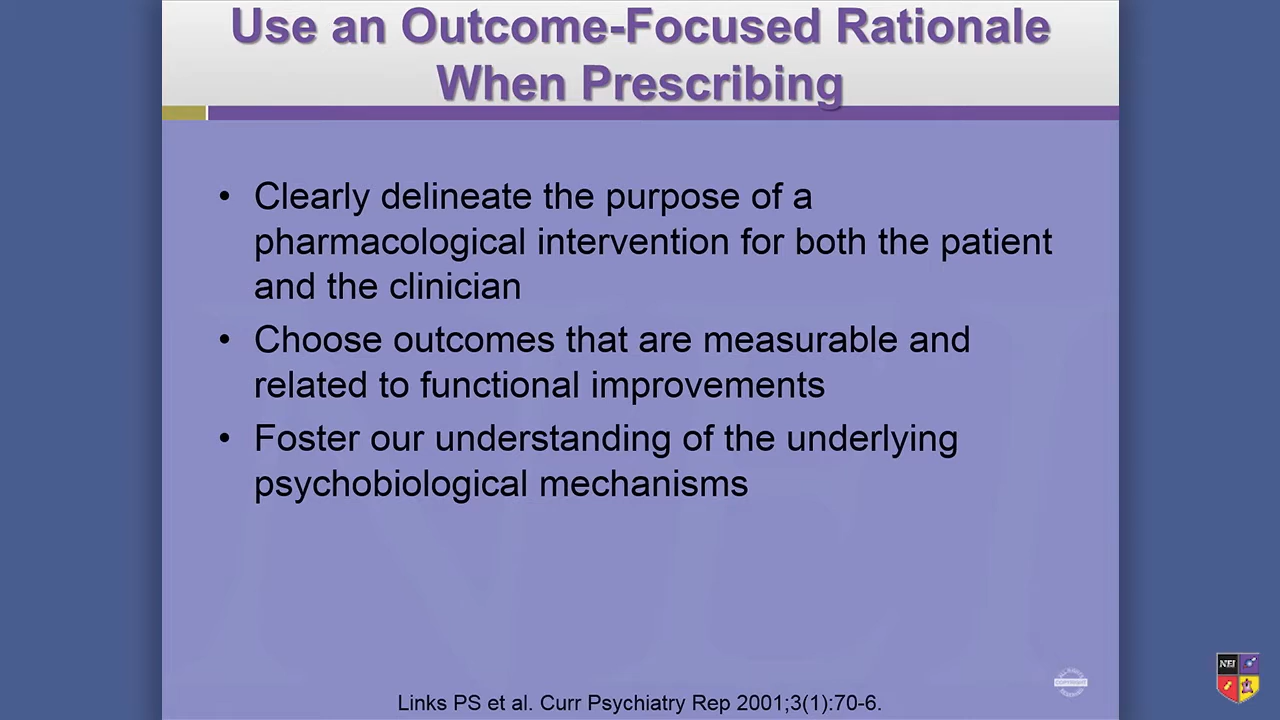 Use an Outcome-Focused Rationale
When Prescribing
• Clearly delineate the purpose of a
pharmacological intervention for both the patient
and the clinician
• Choose outcomes that are measurable and
related to functional improvements
• Foster our understanding of the underlying
psychobiological mechanisms
NEI
COPYRIGHT
Links PS et al. Curr Psychiatry Rep 2001;3(1):70-6.